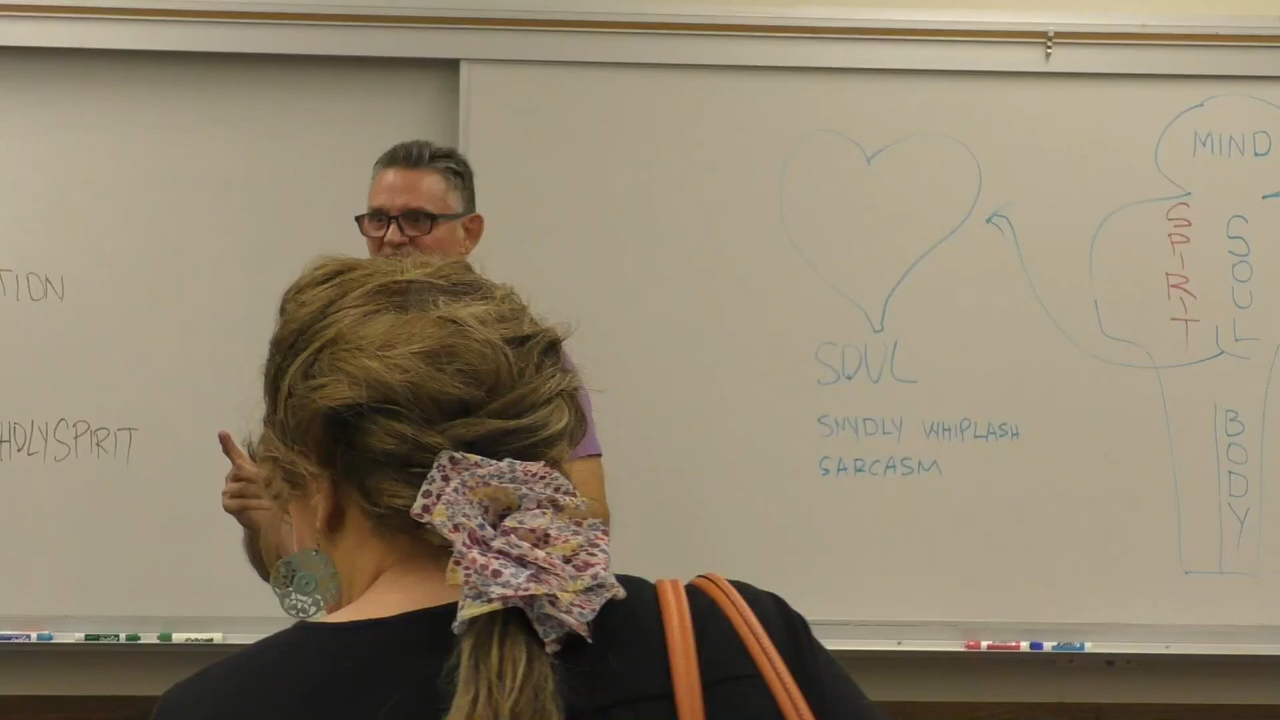 TION
HOLYSPIRIT
SOUL
SNYDLY WHIPLASH
SARCASM
MIND
SPIRIT
SOUL
BODY